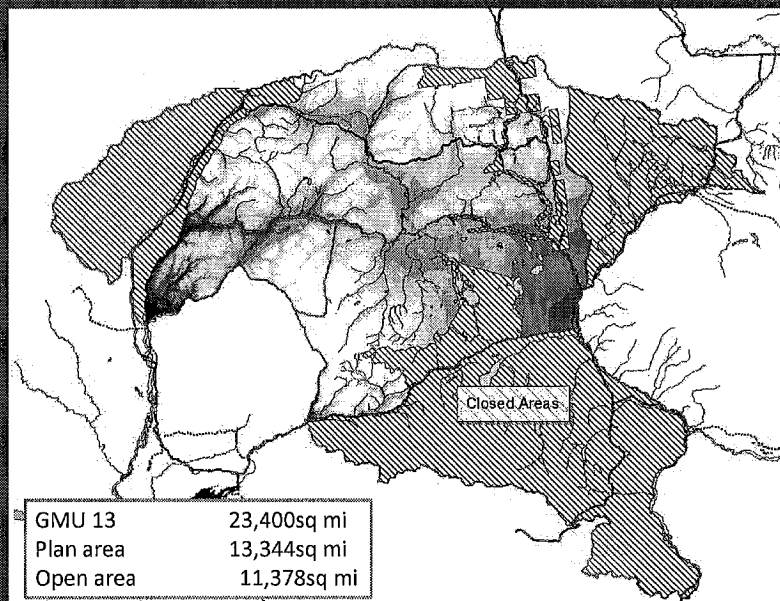 Closed Areas
GMU 13 23,400sq mi
Plan area 13,344sq mi
Open area 11,378sq mi